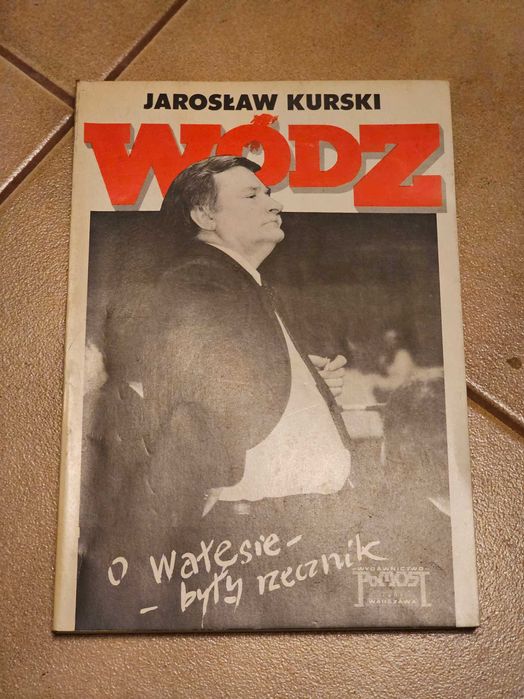 JAROSŁAW KURSKI
WÓDZ
O Wałęsie -
- były rzecznik
WYDAWNICTWO
POMOST
WARSZAWA